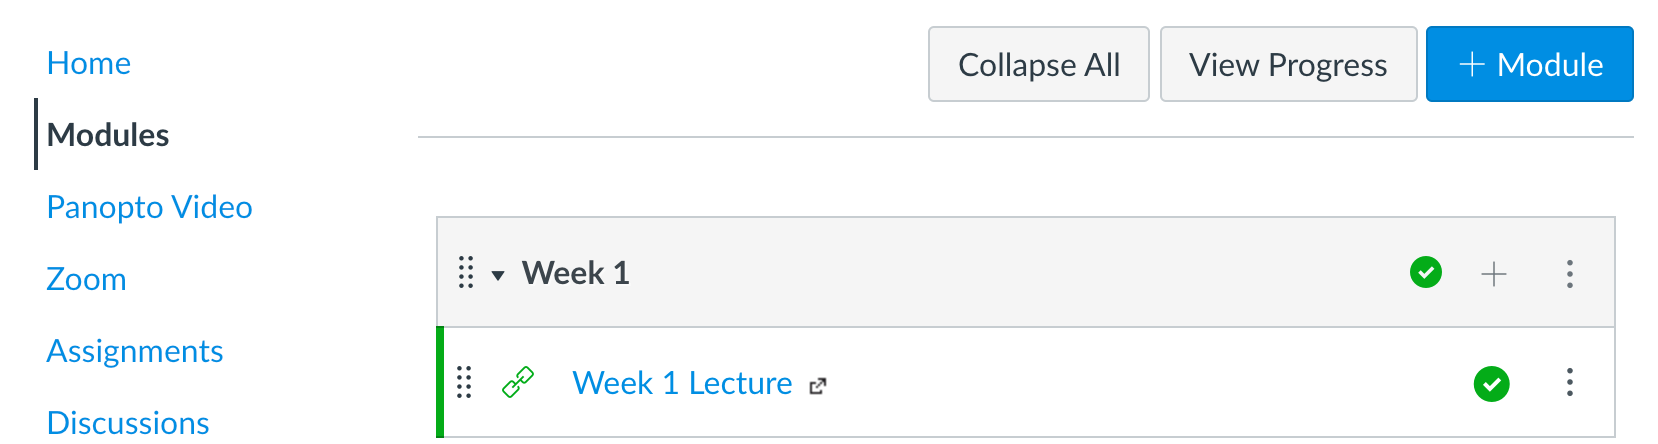 Home
Modules
Panopto Video
Zoom
Assignments
Discussions
Collapse All
View Progress
+ Module
Week 1
Week 1 Lecture